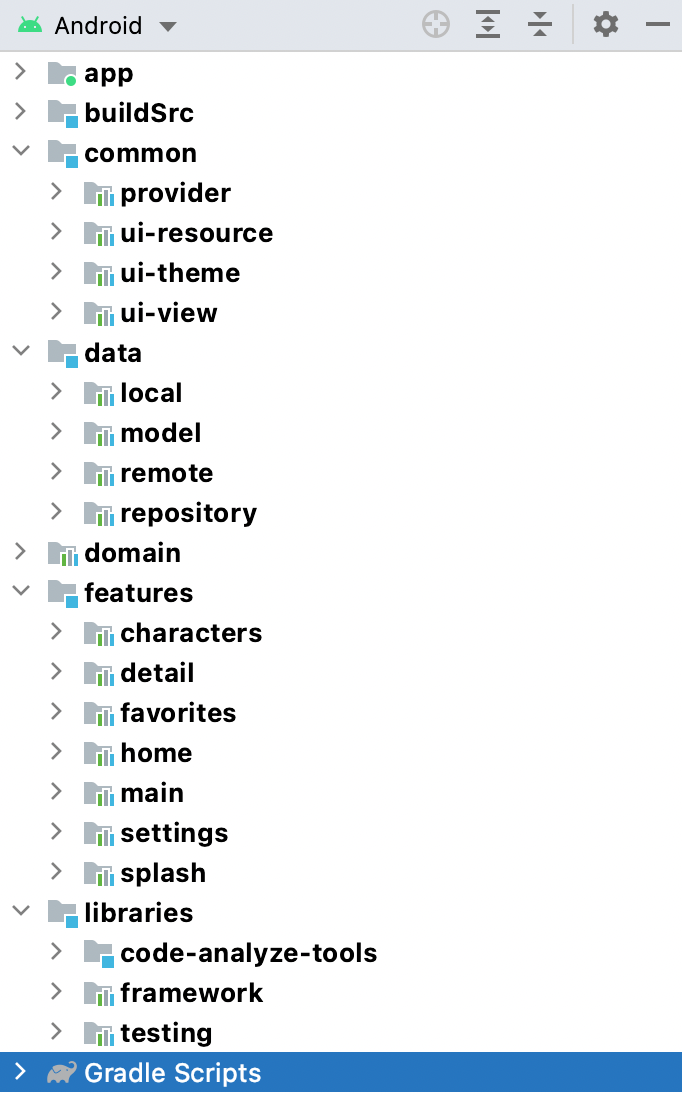 Android
app
buildSrc
common
provider
ui-resource
ui-theme
ui-view
data
local
model
remote
repository
domain
features
characters
detail
favorites
home
main
settings
splash
libraries
code-analyze-tools
framework
testing
Gradle Scripts